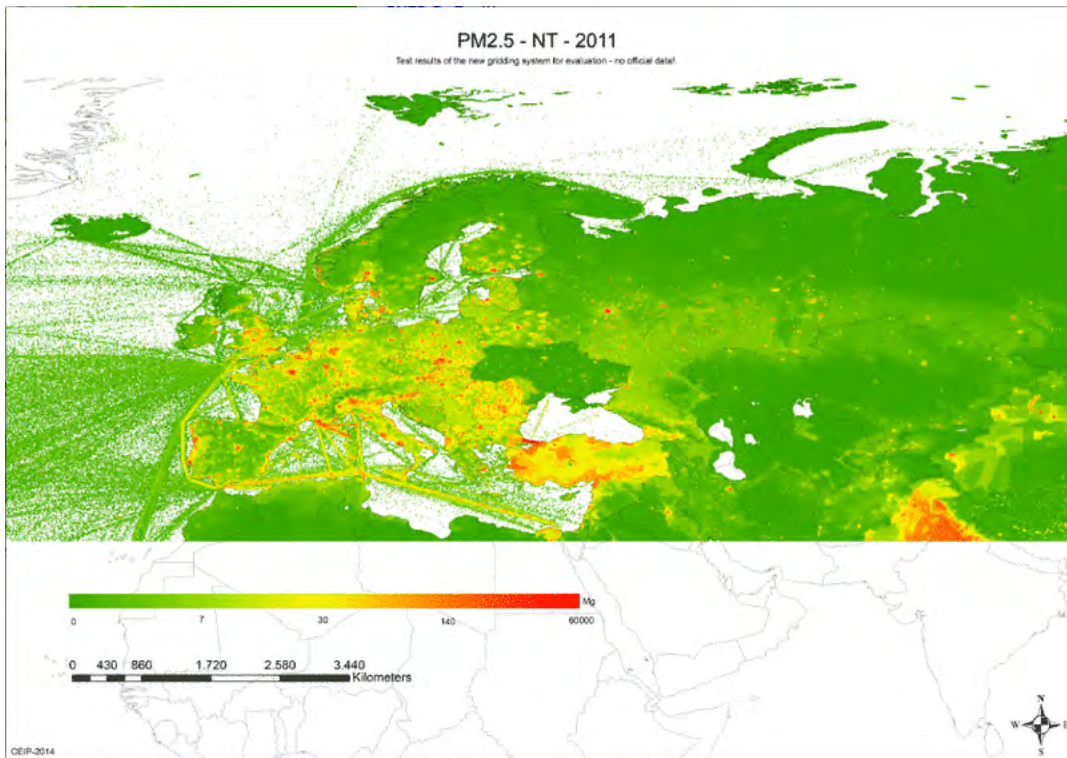 PM2.5 - NT - 2011
Test results of the new gridding system for evaluation - no official data!
Mg
0 7 30 140 60000
0 430 860 1.720 2.580 3.440
Kilometers
N
W E
S
CEIP-2014